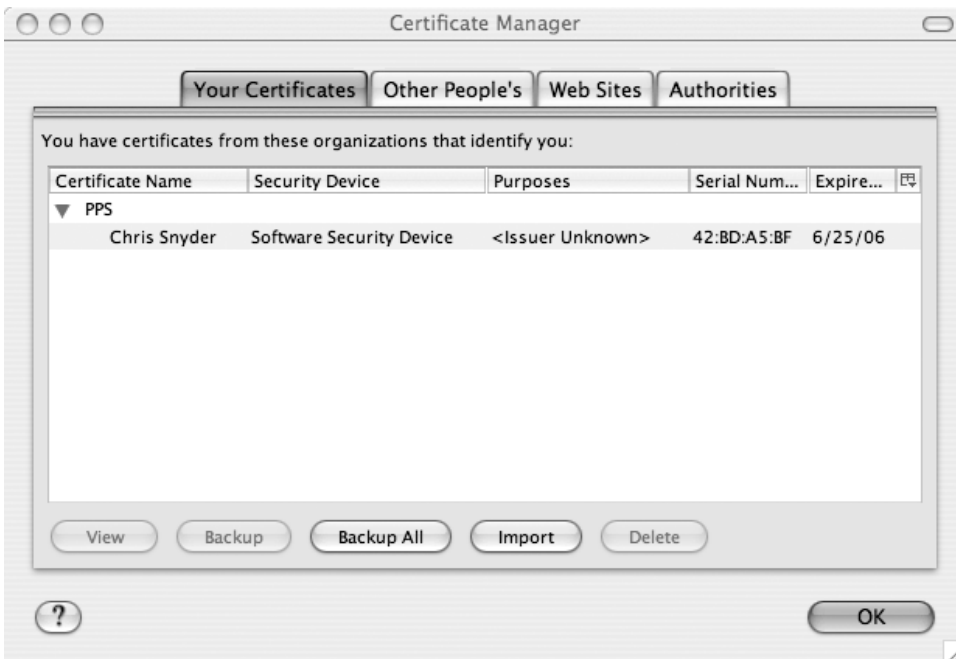 Certificate Manager
Your Certificates Other People's Web Sites Authorities
You have certificates from these organizations that identify you:
Certificate Name Security Device Purposes Serial Num... Expire...
PPS
Chris Snyder Software Security Device <Issuer Unknown> 42:BD:A5:BF 6/25/06
View Backup Backup All Import Delete
? OK